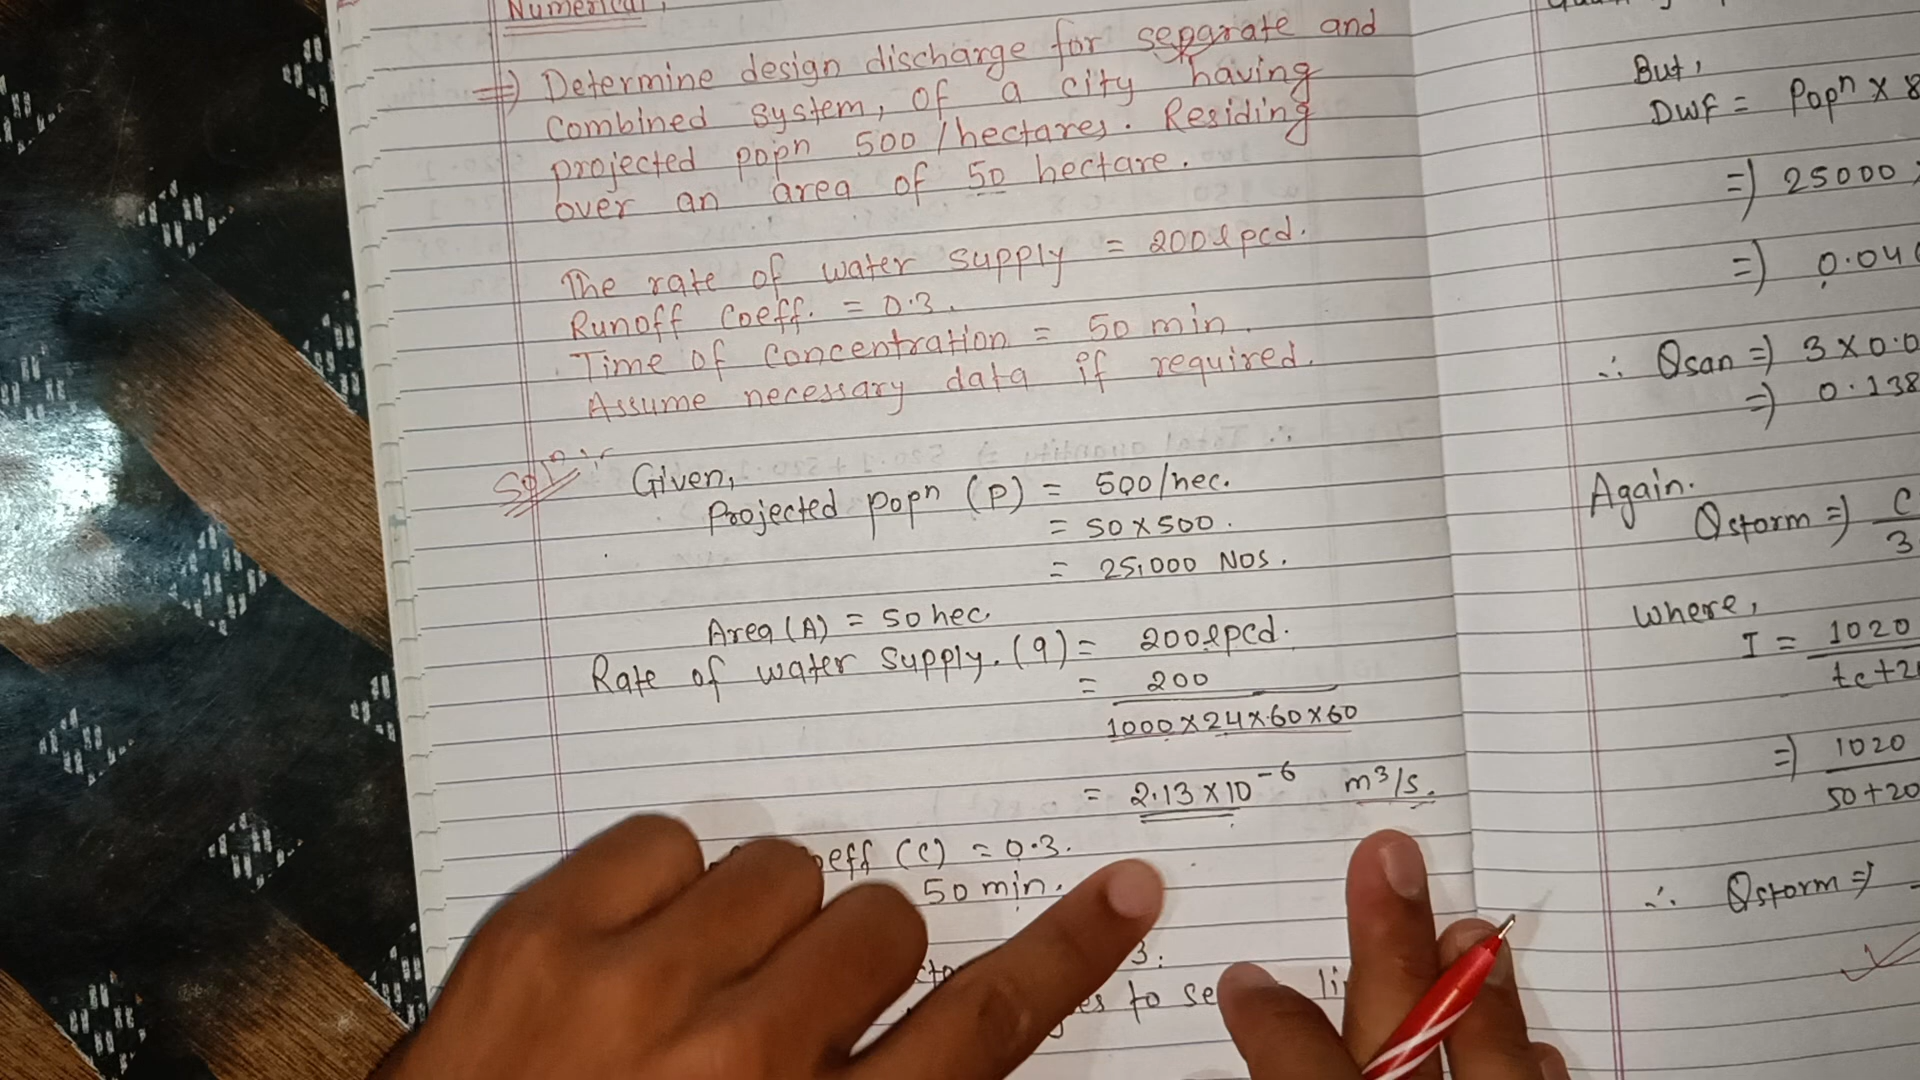 Numerical,
=) Determine design discharge for separate and
Combined system, of a city having
projected popn 500 / hectares. Residing
over an area of 50 hectare.
The rate of water supply = 200 lpcd.
Runoff Coeff. = 0.3.
Time of concentration = 50 min.
Assume necessary data if required.
Soln :-
Given,
Projected popn (P) = 500/hec.
= 50 x 500.
= 25,000 Nos.
Area (A) = 50 hec.
Rate of water supply. (q) = 200 lpcd.
= 200
1000 x 24 x 60 x 60
= 2.13 x 10⁻⁶ m³/s.
eff (C) = 0.3.
50 min.
3.
to
But,
DWF = Popn x 8
=) 25000
=) 0.04
∴ Qsan =) 3 x 0.0
=) 0.138
Again.
Qstorm =) C
3
Where,
I = 1020
tc + 20
=) 1020
50 + 20
∴ Qstorm =)